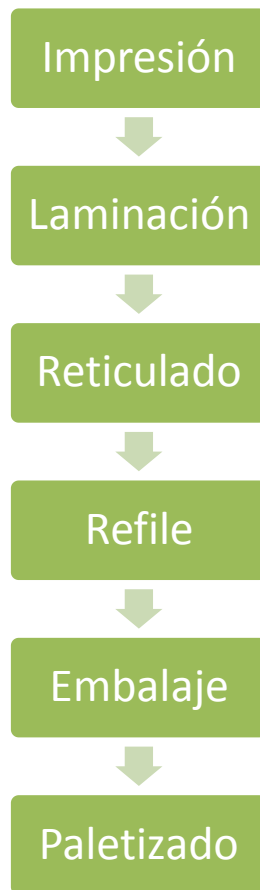 Impresión
Laminación
Reticulado
Refile
Embalaje
Paletizado